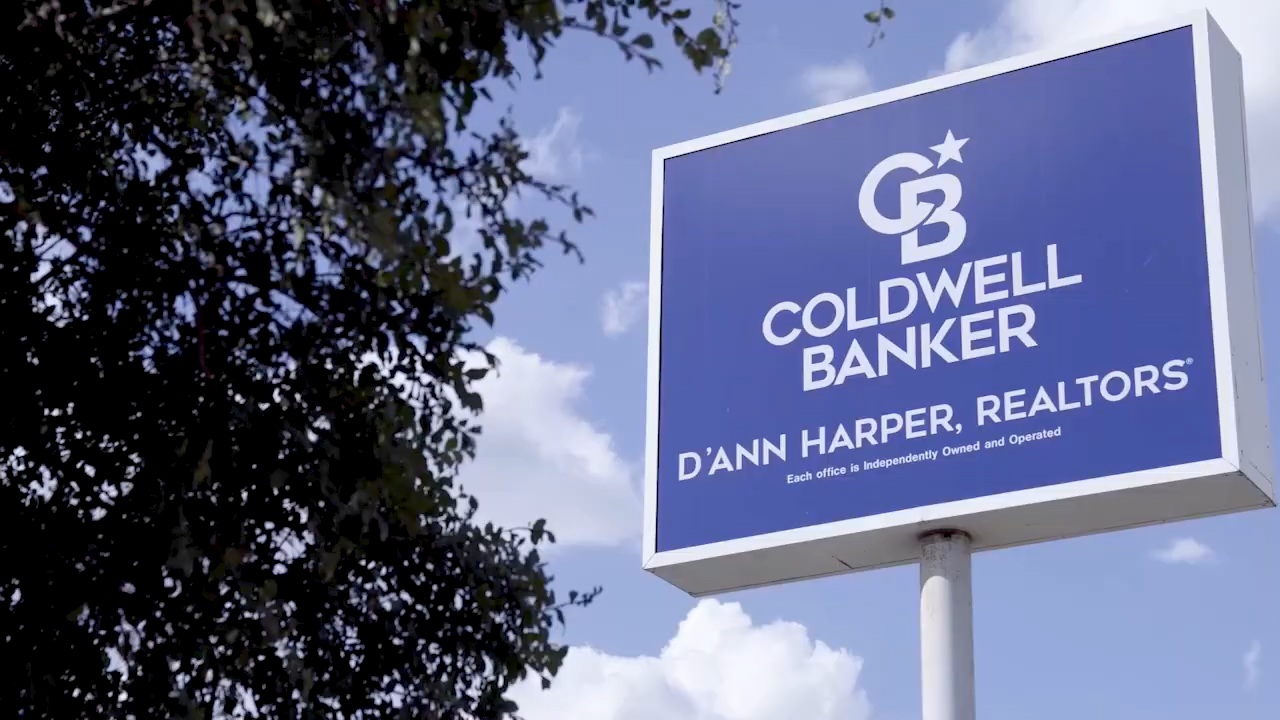 CB
COLDWELL
BANKER
D'ANN HARPER, REALTORS®
Each office is Independently Owned and Operated